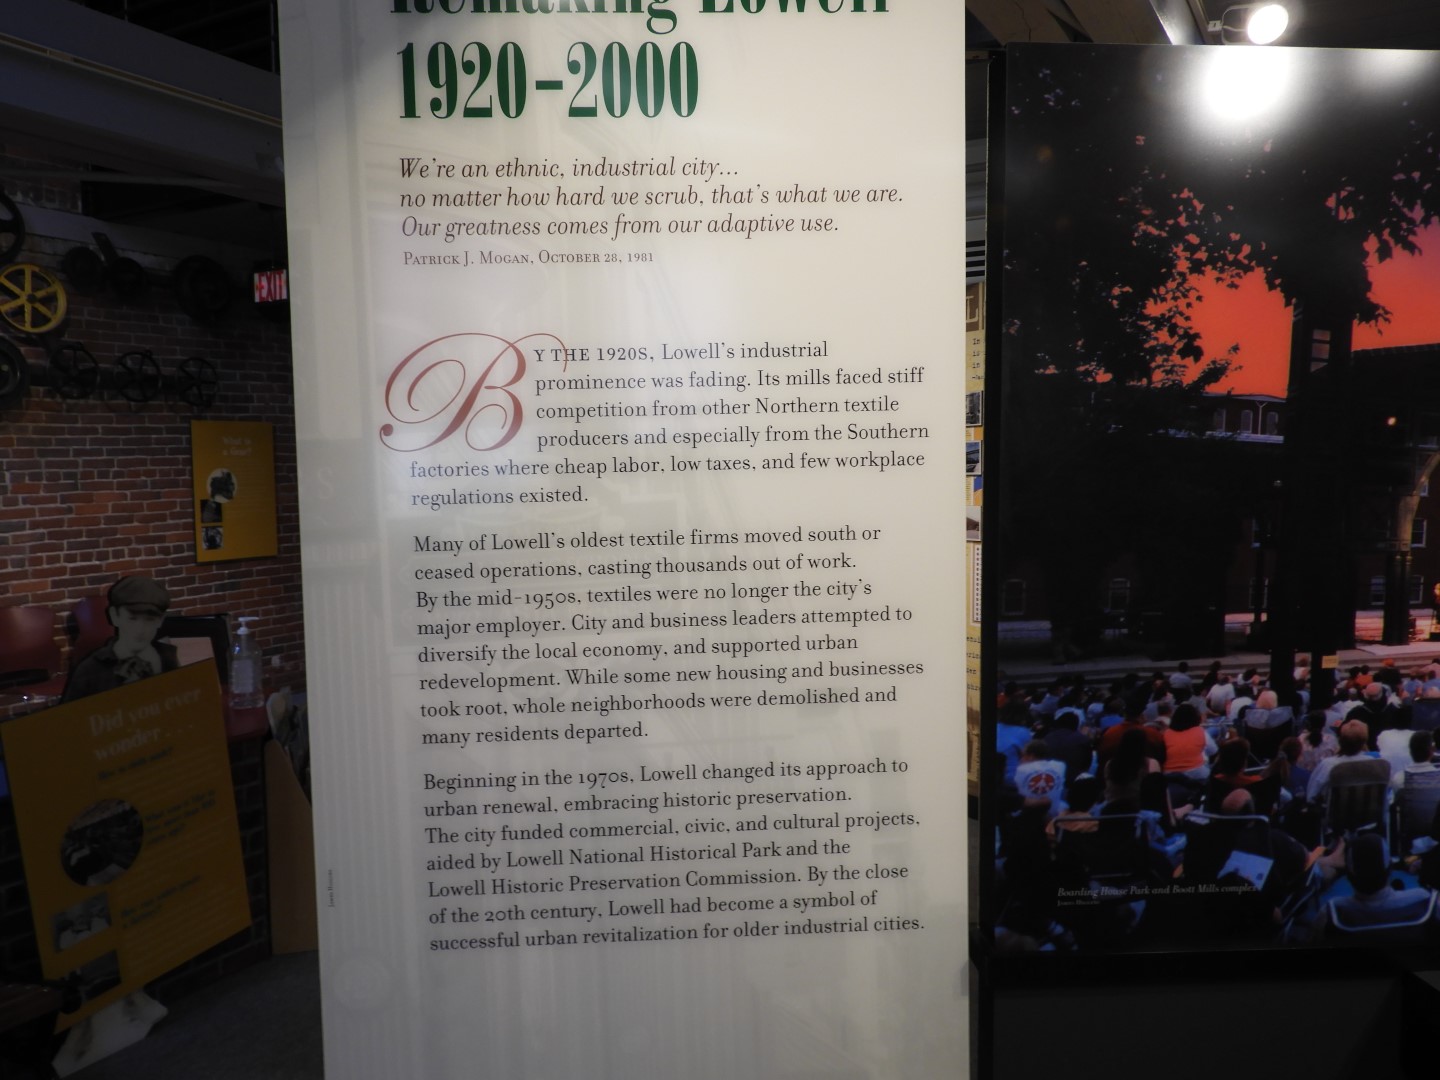 Remaking Lowell
1920–2000
We're an ethnic, industrial city...
no matter how hard we scrub, that's what we are.
Our greatness comes from our adaptive use.
Patrick J. Mogan, October 28, 1981
BY THE 1920S, Lowell's industrial
prominence was fading. Its mills faced stiff
competition from other Northern textile
producers and especially from the Southern
factories where cheap labor, low taxes, and few workplace
regulations existed.
Many of Lowell's oldest textile firms moved south or
ceased operations, casting thousands out of work.
By the mid-1950s, textiles were no longer the city's
major employer. City and business leaders attempted to
diversify the local economy, and supported urban
redevelopment. While some new housing and businesses
took root, whole neighborhoods were demolished and
many residents departed.
Beginning in the 1970s, Lowell changed its approach to
urban renewal, embracing historic preservation.
The city funded commercial, civic, and cultural projects,
aided by Lowell National Historical Park and the
Lowell Historic Preservation Commission. By the close
of the 20th century, Lowell had become a symbol of
successful urban revitalization for older industrial cities.
EXIT
What is
a Gear?
Did you ever
wonder . . .
Boarding House Park and Boott Mills complex
James Higgins